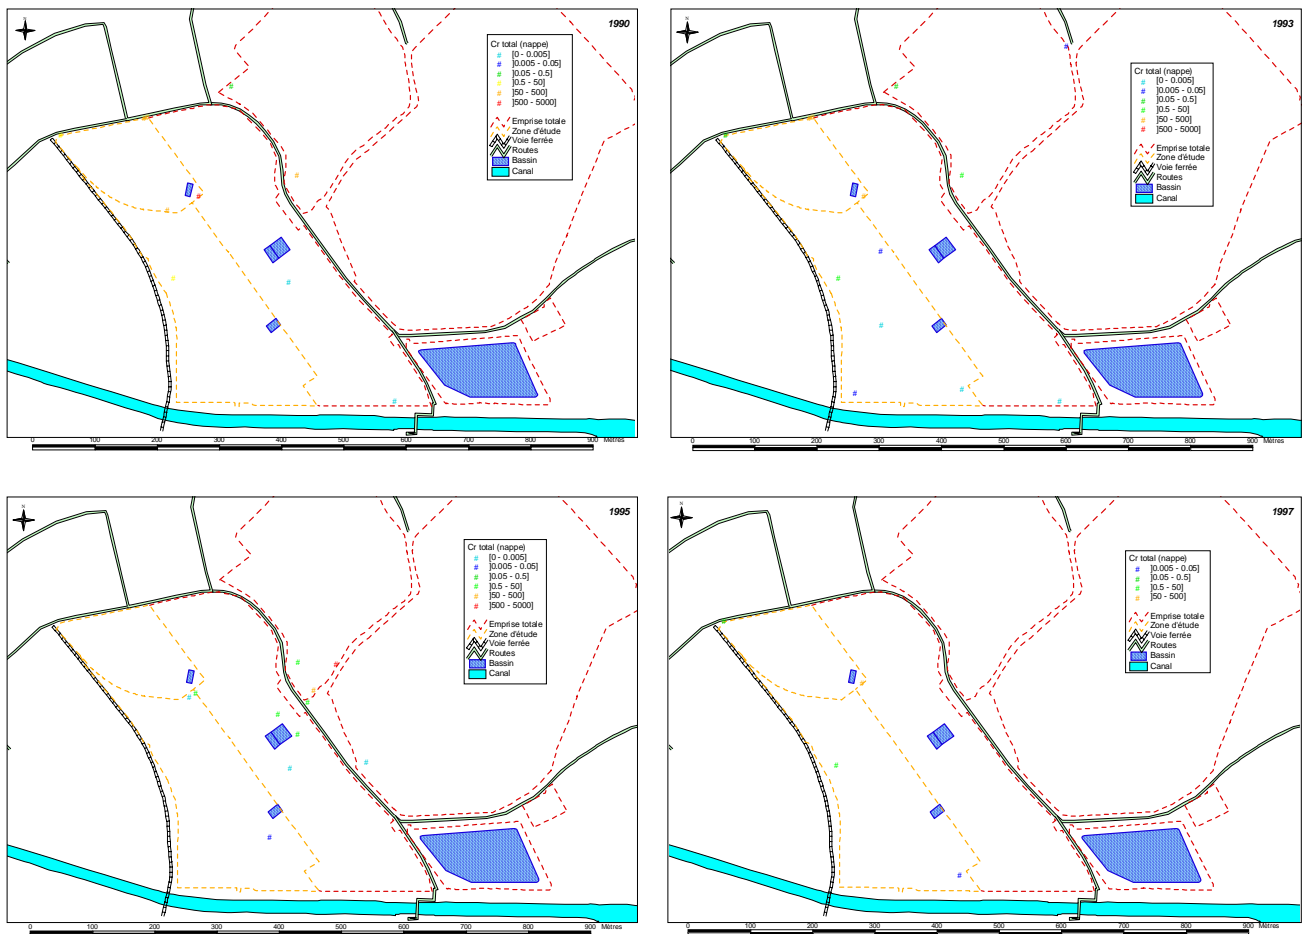 N
1990
Cr total (nappe)
# [0 - 0.005]
# ]0.005 - 0.05]
# ]0.05 - 0.5]
# ]0.5 - 50]
# ]50 - 500]
# ]500 - 5000]
Emprise totale
Zone d'étude
Voie ferrée
Routes
Bassin
Canal
0 100 200 300 400 500 600 700 800 900 Mètres
N
1993
Cr total (nappe)
# [0 - 0.005]
# ]0.005 - 0.05]
# ]0.05 - 0.5]
# ]0.5 - 50]
# ]50 - 500]
# ]500 - 5000]
Emprise totale
Zone d'étude
Voie ferrée
Routes
Bassin
Canal
0 100 200 300 400 500 600 700 800 900 Mètres
N
1995
Cr total (nappe)
# [0 - 0.005]
# ]0.005 - 0.05]
# ]0.05 - 0.5]
# ]0.5 - 50]
# ]50 - 500]
# ]500 - 5000]
Emprise totale
Zone d'étude
Voie ferrée
Routes
Bassin
Canal
0 100 200 300 400 500 600 700 800 900 Mètres
N
1997
Cr total (nappe)
# ]0.005 - 0.05]
# ]0.05 - 0.5]
# ]0.5 - 50]
# ]50 - 500]
Emprise totale
Zone d'étude
Voie ferrée
Routes
Bassin
Canal
0 100 200 300 400 500 600 700 800 900 Mètres